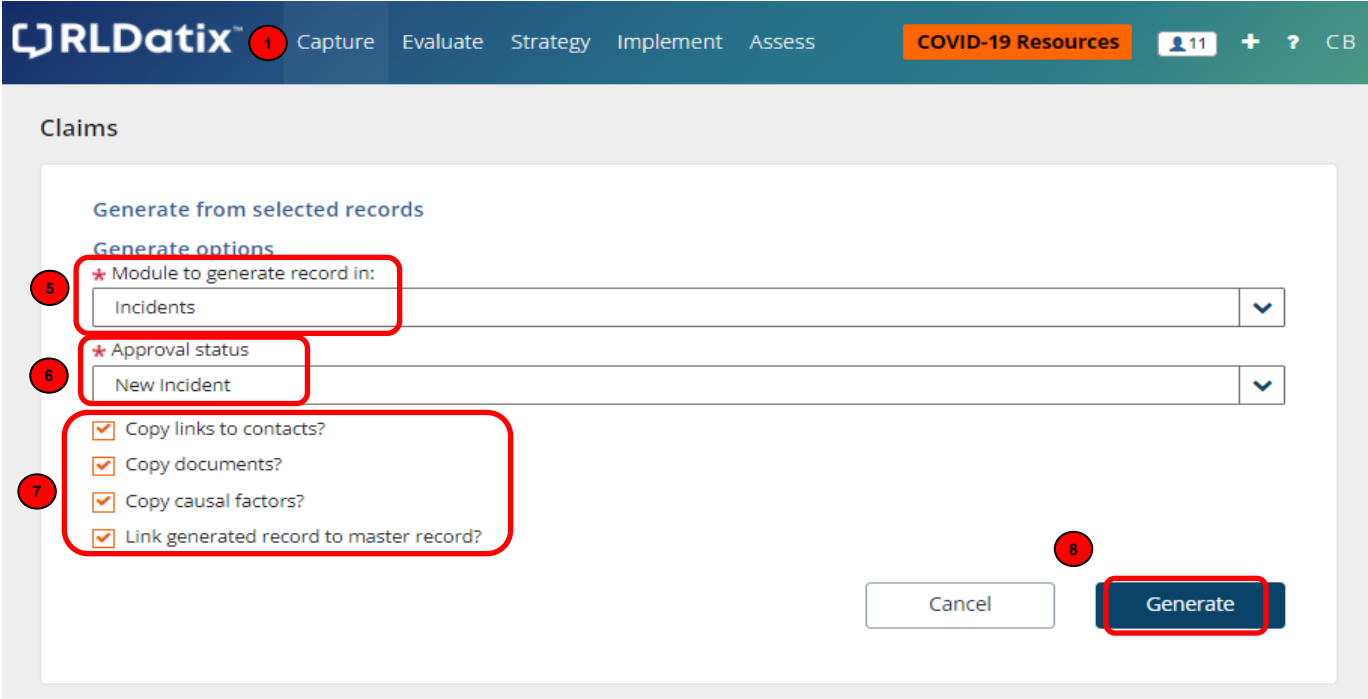 RLDatix™ 1 Capture Evaluate Strategy Implement Assess COVID-19 Resources 11 + ? CB
Claims
Generate from selected records
Generate options
* Module to generate record in:
5
Incidents
* Approval status
6
New Incident
Copy links to contacts?
Copy documents?
7
Copy causal factors?
Link generated record to master record?
8
Cancel Generate